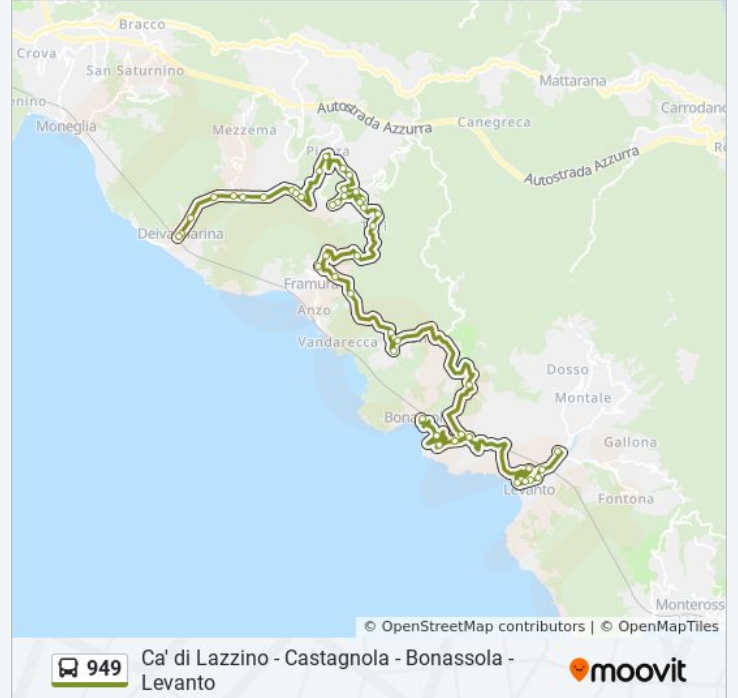 Bracco
Crova
San Saturnino
Mattarana
Autostrada Azzurra
Canegreca
Carrodano
Moneglia
Mezzema
Autostrada Azzurra
Deiva Marina
Framura
Anzo
Vandarecca
Dosso
Montale
Gallona
Levanto
Fontona
Monteross
© OpenStreetMap contributors | © OpenMapTiles
949
Ca' di Lazzino - Castagnola - Bonassola -
Levanto
moovit